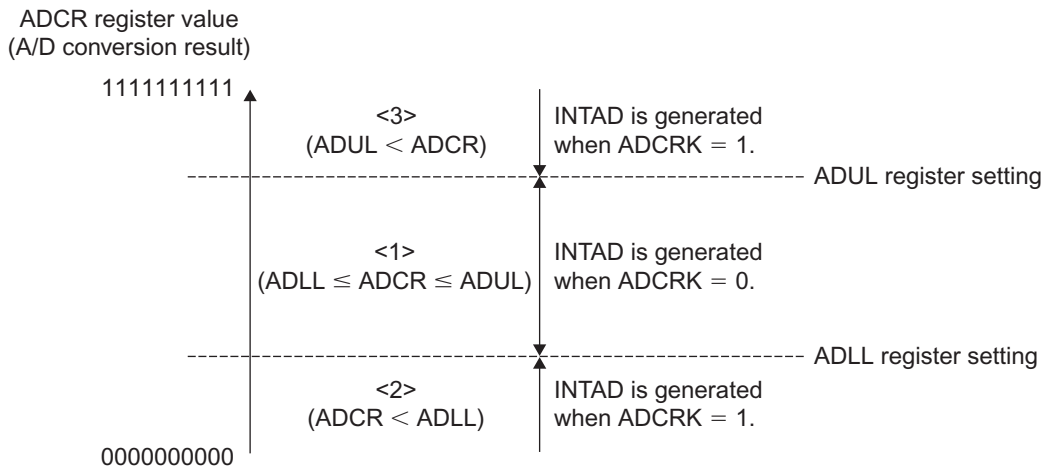 ADCR register value
(A/D conversion result)
1111111111
<3>
(ADUL < ADCR)
INTAD is generated
when ADCRK = 1.
ADUL register setting
<1>
(ADLL ≤ ADCR ≤ ADUL)
INTAD is generated
when ADCRK = 0.
ADLL register setting
<2>
(ADCR < ADLL)
INTAD is generated
when ADCRK = 1.
0000000000